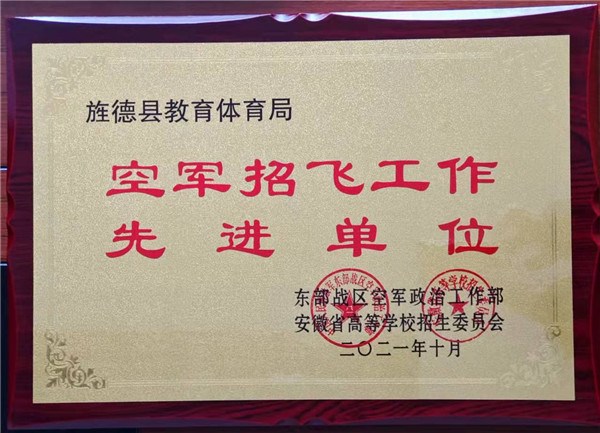 旌德县教育体育局
空军招飞工作
先进单位
东部战区空军政治工作部
安徽省高等学校招生委员会
二〇二一年十月